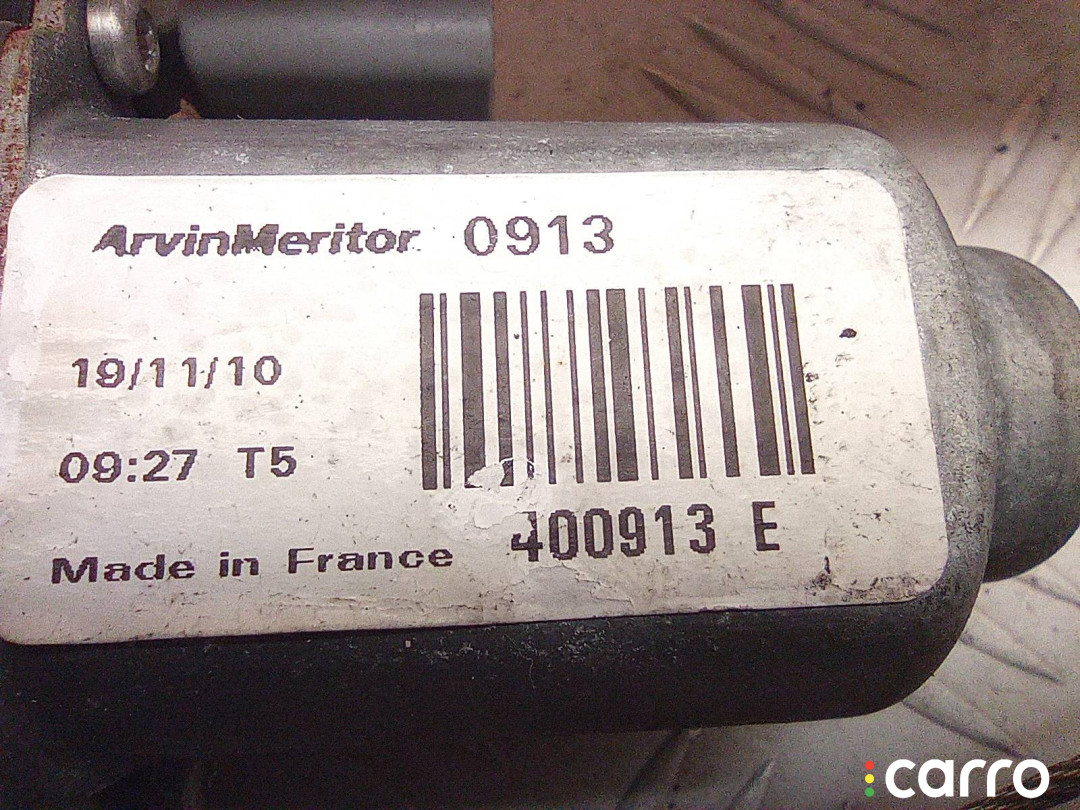 ArvinMeritor 0913
19/11/10
09:27 T5
400913 E
Made in France
carro